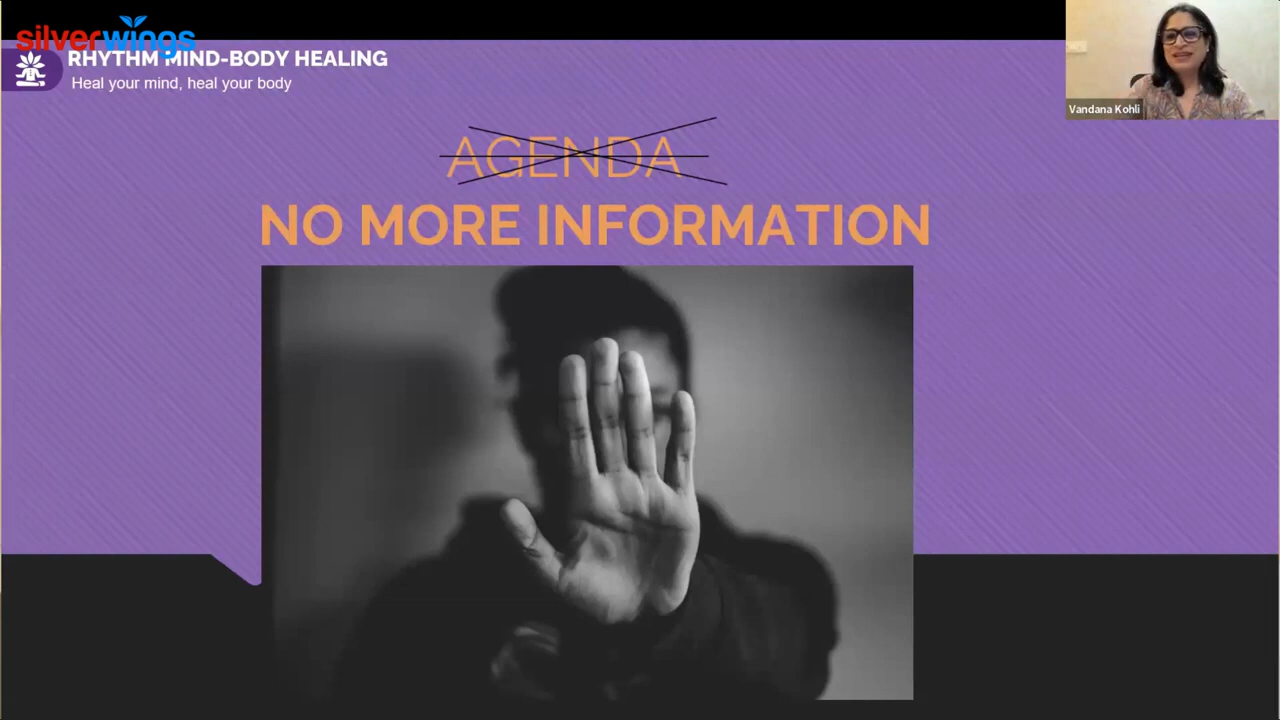 silverwings
RHYTHM MIND-BODY HEALING
Heal your mind, heal your body
Vandana Kohli
AGENDA
NO MORE INFORMATION